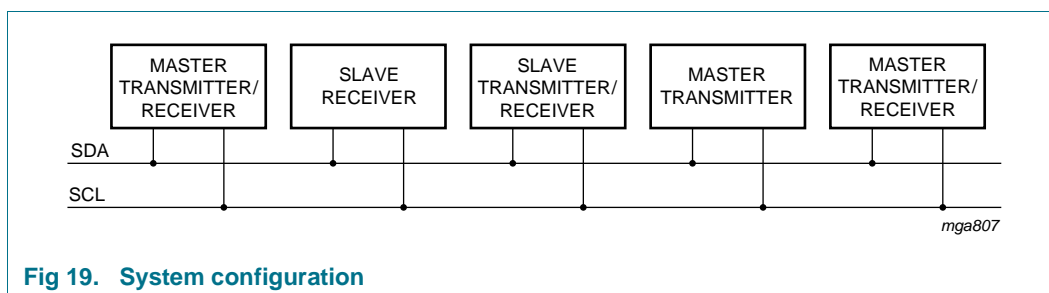 MASTER
TRANSMITTER/
RECEIVER
SLAVE
RECEIVER
SLAVE
TRANSMITTER/
RECEIVER
MASTER
TRANSMITTER
MASTER
TRANSMITTER/
RECEIVER
SDA
SCL
mga807
Fig 19. System configuration